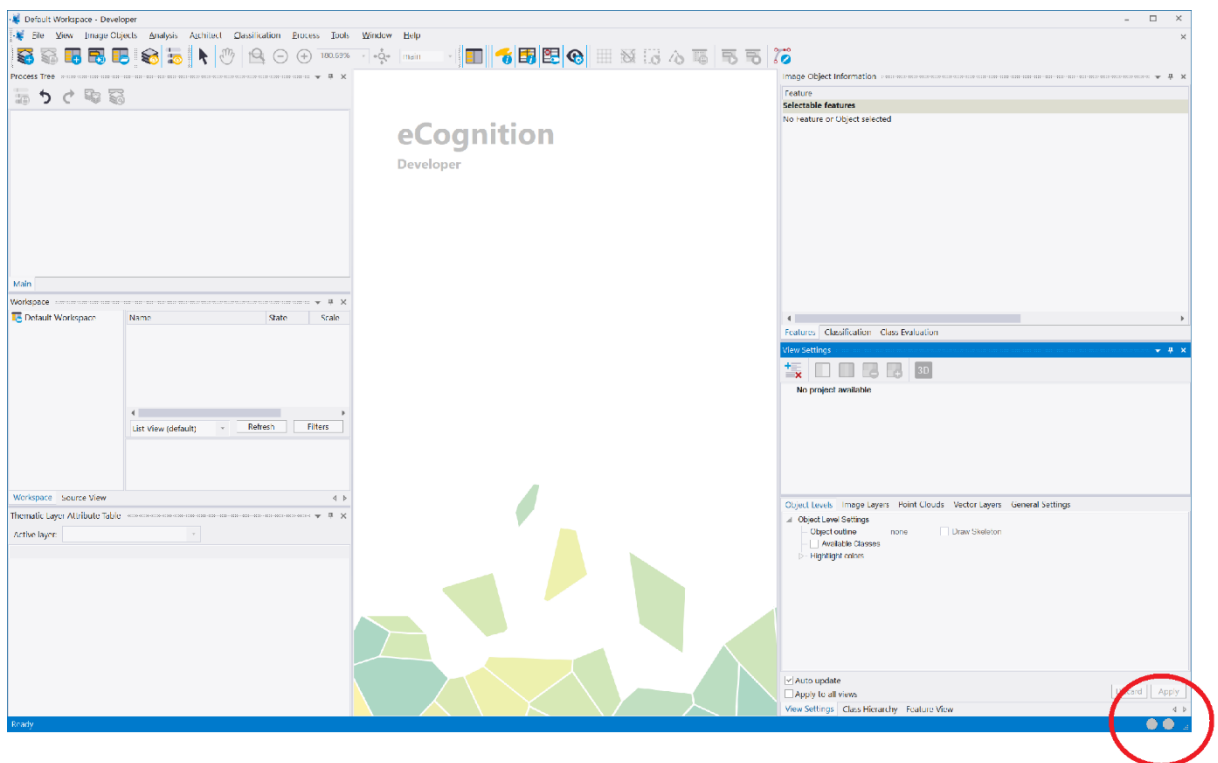 Default Workspace - Developer
File View Image Objects Analysis Architect Classification Process Tools Window Help
100.53% main
Process Tree
Main
Workspace
Default Workspace
Name State Scale
List View (default) Refresh Filters
Workspace Source View
Thematic Layer Attribute Table
Active layer:
eCognition
Developer
Image Object Information
Feature
Selectable features
No Feature or Object selected
Features Classification Class Evaluation
View Settings
3D
No project available
Object Levels Image Layers Point Clouds Vector Layers General Settings
Object Level Settings
Object outline none Draw Skeleton
Available Classes
Highlight colors
Auto update
Apply to all views
Apply
View Settings Class Hierarchy Feature View
Ready